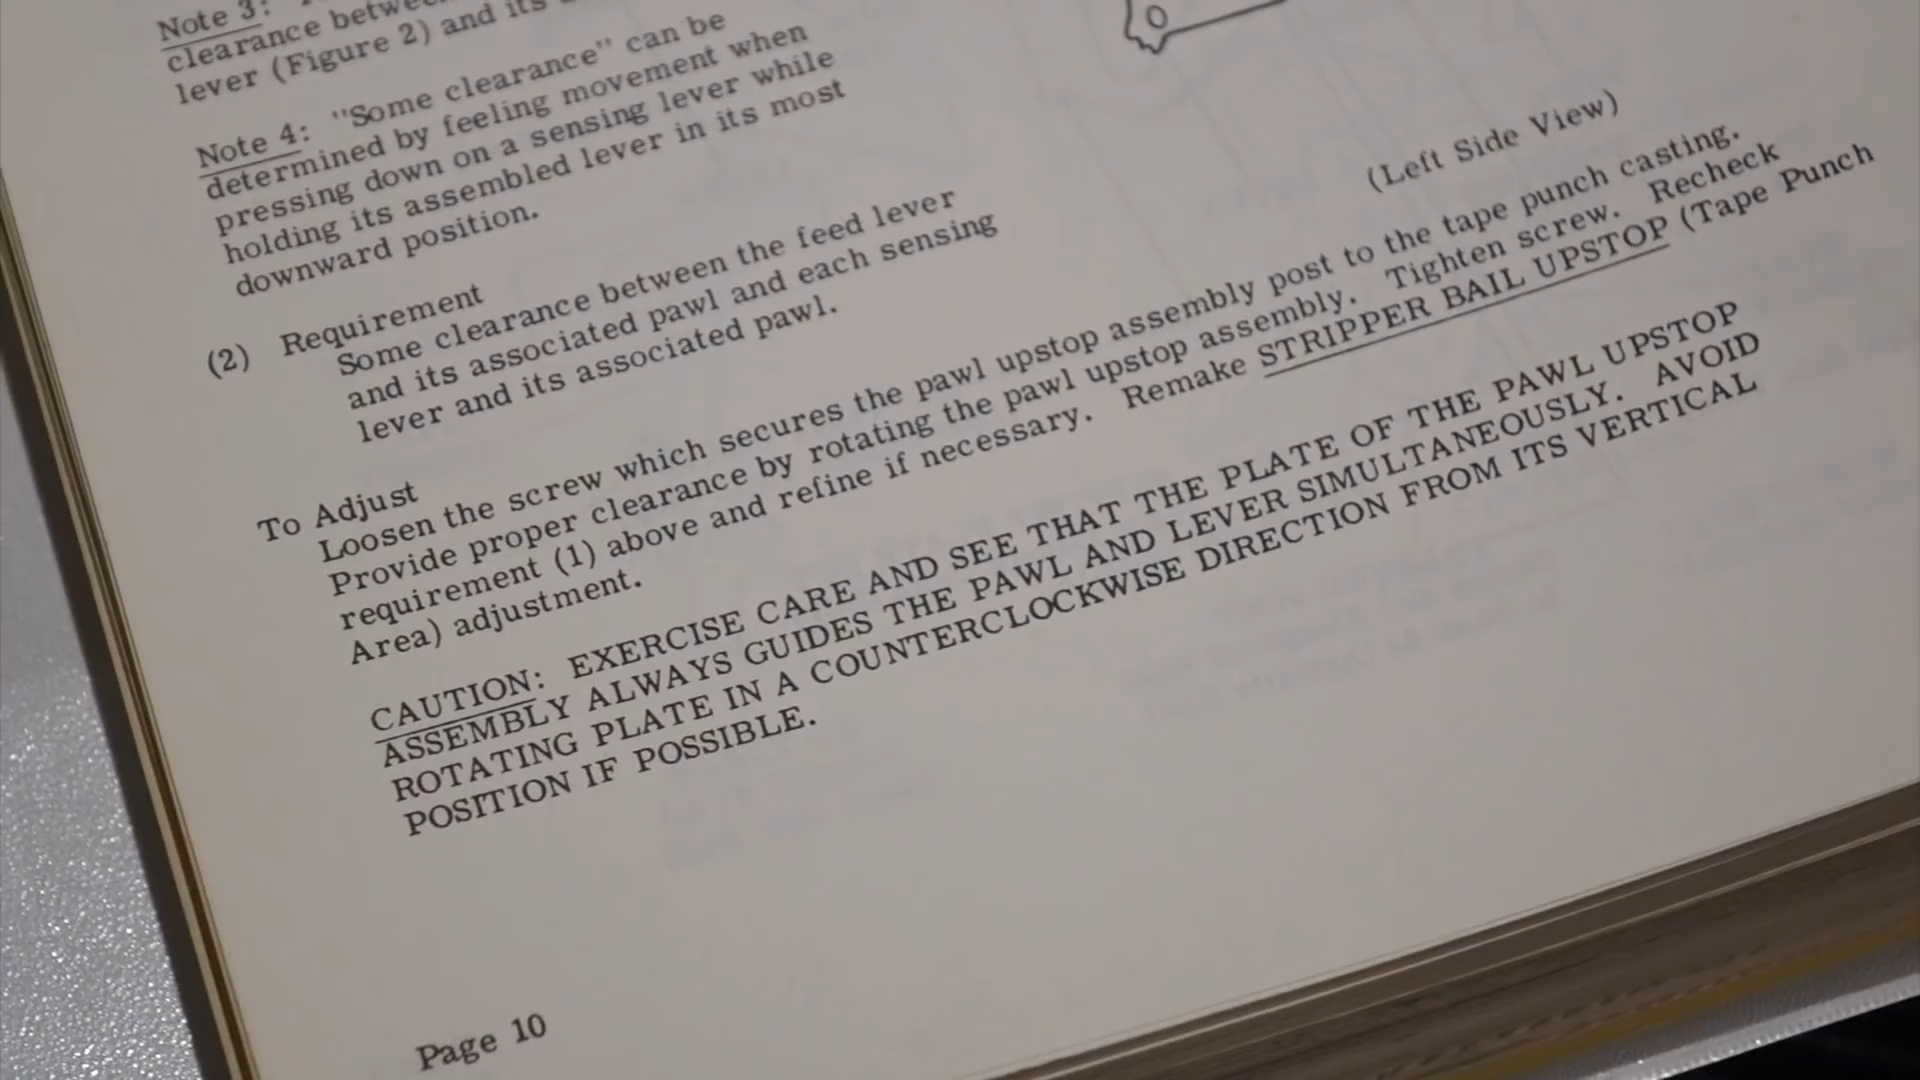 Note 3:
clearance between
lever (Figure 2) and its
Note 4: "Some clearance" can be
determined by feeling movement when
pressing down on a sensing lever while
holding its assembled lever in its most
downward position.
(Left Side View)
(2) Requirement
Some clearance between the feed lever
and its associated pawl and each sensing
lever and its associated pawl.
To Adjust
Loosen the screw which secures the pawl upstop assembly post to the tape punch casting.
Provide proper clearance by rotating the pawl upstop assembly. Tighten screw. Recheck
requirement (1) above and refine if necessary. Remake STRIPPER BAIL UPSTOP (Tape Punch
Area) adjustment.
CAUTION: EXERCISE CARE AND SEE THAT THE PLATE OF THE PAWL UPSTOP
ASSEMBLY ALWAYS GUIDES THE PAWL AND LEVER SIMULTANEOUSLY. AVOID
ROTATING PLATE IN A COUNTERCLOCKWISE DIRECTION FROM ITS VERTICAL
POSITION IF POSSIBLE.
Page 10